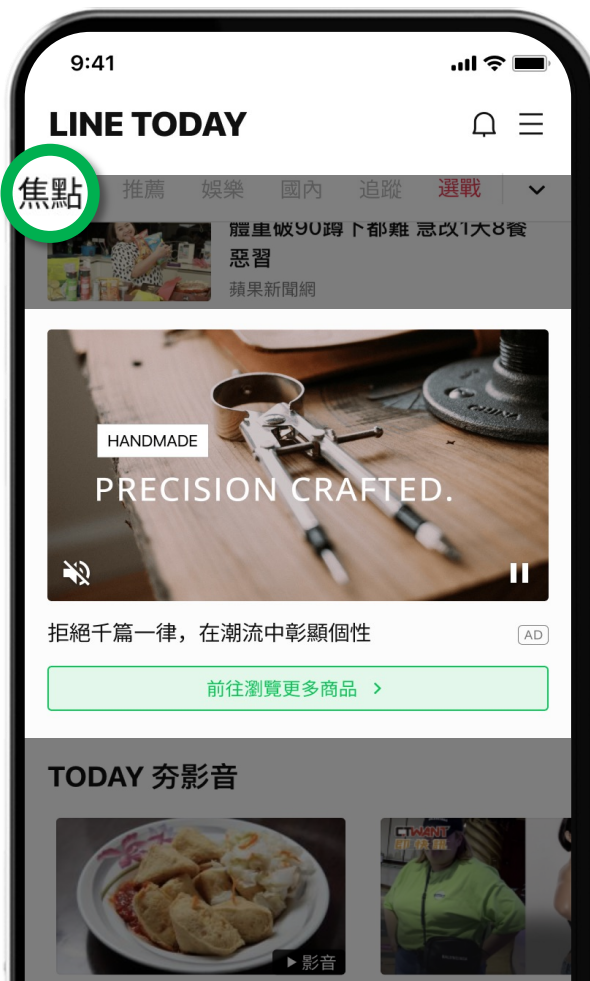 9:41
LINE TODAY
焦點 推薦 娛樂 國內 追蹤 選戰
體重破90蹲下都難 急改1天8餐
惡習
蘋果新聞網
CHINA
HANDMADE
PRECISION CRAFTED.
拒絕千篇一律，在潮流中彰顯個性
AD
前往瀏覽更多商品 >
TODAY 夯影音
CTWANT
影音